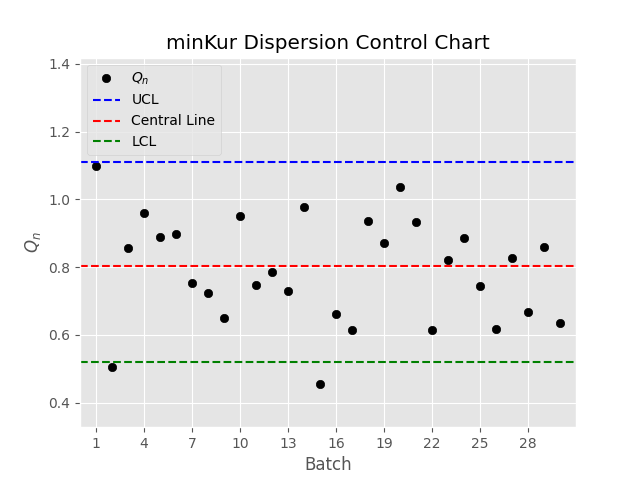 minKur Dispersion Control Chart
1.4
1.2
1.0
0.8
0.6
0.4
Qn
Qn
UCL
Central Line
LCL
1 4 7 10 13 16 19 22 25 28
Batch